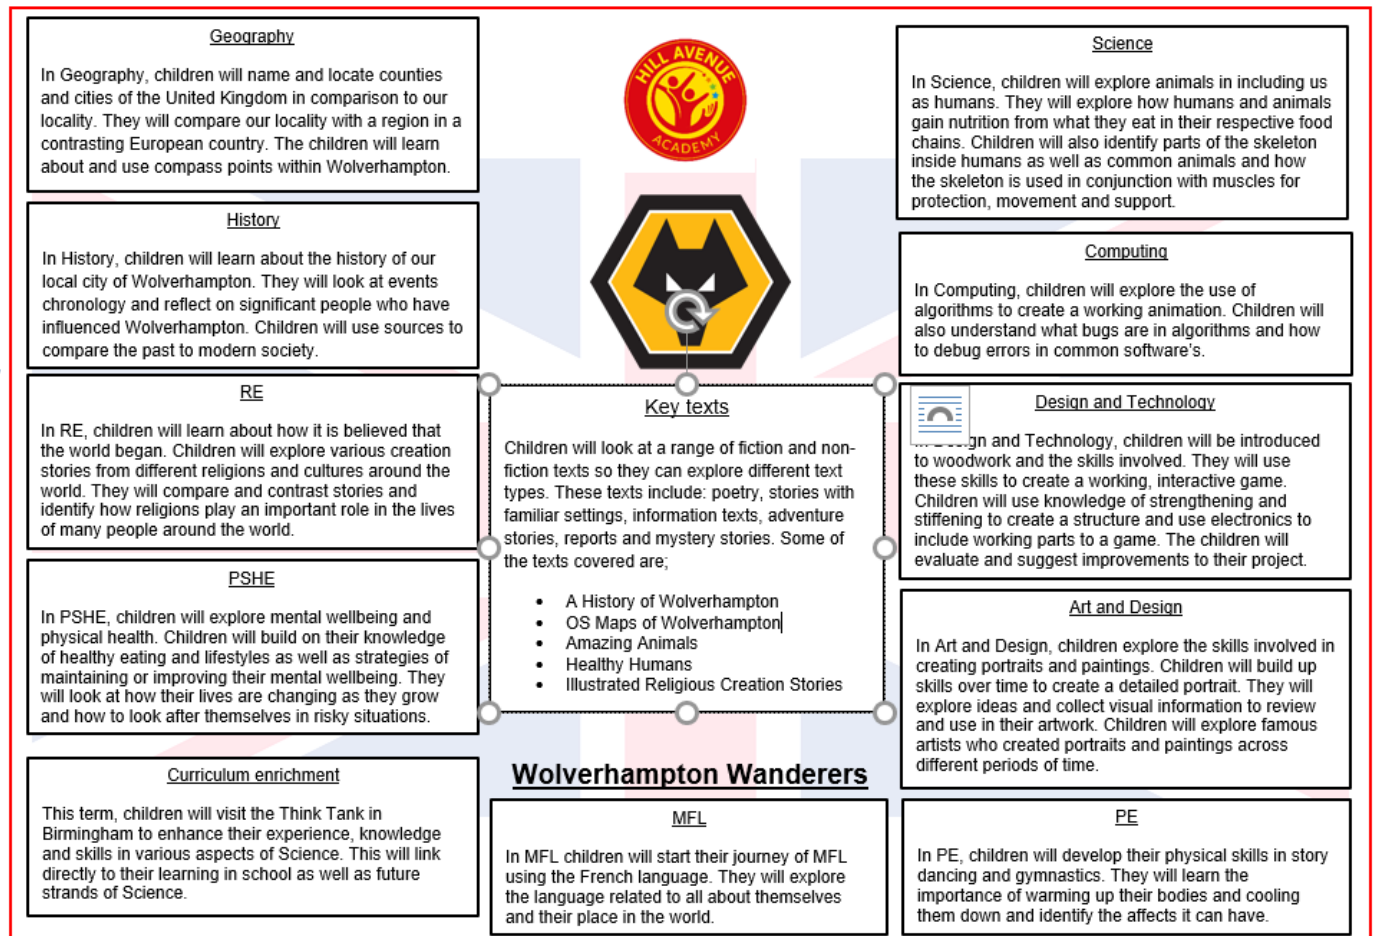 Geography
In Geography, children will name and locate counties
and cities of the United Kingdom in comparison to our
locality. They will compare our locality with a region in a
contrasting European country. The children will learn
about and use compass points within Wolverhampton.
History
In History, children will learn about the history of our
local city of Wolverhampton. They will look at events
chronology and reflect on significant people who have
influenced Wolverhampton. Children will use sources to
compare the past to modern society.
RE
In RE, children will learn about how it is believed that
the world began. Children will explore various creation
stories from different religions and cultures around the
world. They will compare and contrast stories and
identify how religions play an important role in the lives
of many people around the world.
PSHE
In PSHE, children will explore mental wellbeing and
physical health. Children will build on their knowledge
of healthy eating and lifestyles as well as strategies of
maintaining or improving their mental wellbeing. They
will look at how their lives are changing as they grow
and how to look after themselves in risky situations.
Curriculum enrichment
This term, children will visit the Think Tank in
Birmingham to enhance their experience, knowledge
and skills in various aspects of Science. This will link
directly to their learning in school as well as future
strands of Science.
HILL AVENUE
ACADEMY
Key texts
Children will look at a range of fiction and non-
fiction texts so they can explore different text
types. These texts include: poetry, stories with
familiar settings, information texts, adventure
stories, reports and mystery stories. Some of
the texts covered are;
• A History of Wolverhampton
• OS Maps of Wolverhampton
• Amazing Animals
• Healthy Humans
• Illustrated Religious Creation Stories
Wolverhampton Wanderers
MFL
In MFL children will start their journey of MFL
using the French language. They will explore
the language related to all about themselves
and their place in the world.
Science
In Science, children will explore animals in including us
as humans. They will explore how humans and animals
gain nutrition from what they eat in their respective food
chains. Children will also identify parts of the skeleton
inside humans as well as common animals and how
the skeleton is used in conjunction with muscles for
protection, movement and support.
Computing
In Computing, children will explore the use of
algorithms to create a working animation. Children will
also understand what bugs are in algorithms and how
to debug errors in common software's.
Design and Technology
and Technology, children will be introduced
to woodwork and the skills involved. They will use
these skills to create a working, interactive game.
Children will use knowledge of strengthening and
stiffening to create a structure and use electronics to
include working parts to a game. The children will
evaluate and suggest improvements to their project.
Art and Design
In Art and Design, children explore the skills involved in
creating portraits and paintings. Children will build up
skills over time to create a detailed portrait. They will
explore ideas and collect visual information to review
and use in their artwork. Children will explore famous
artists who created portraits and paintings across
different periods of time.
PE
In PE, children will develop their physical skills in story
dancing and gymnastics. They will learn the
importance of warming up their bodies and cooling
them down and identify the affects it can have.